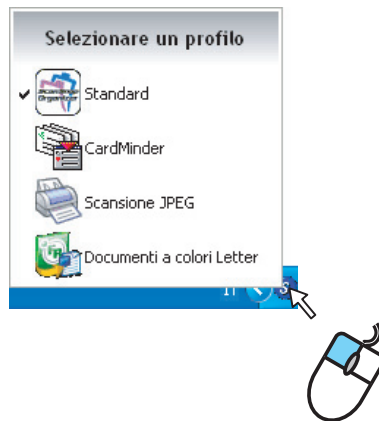 Selezionare un profilo
Standard
CardMinder
Scansione JPEG
Documenti a colori Letter
S